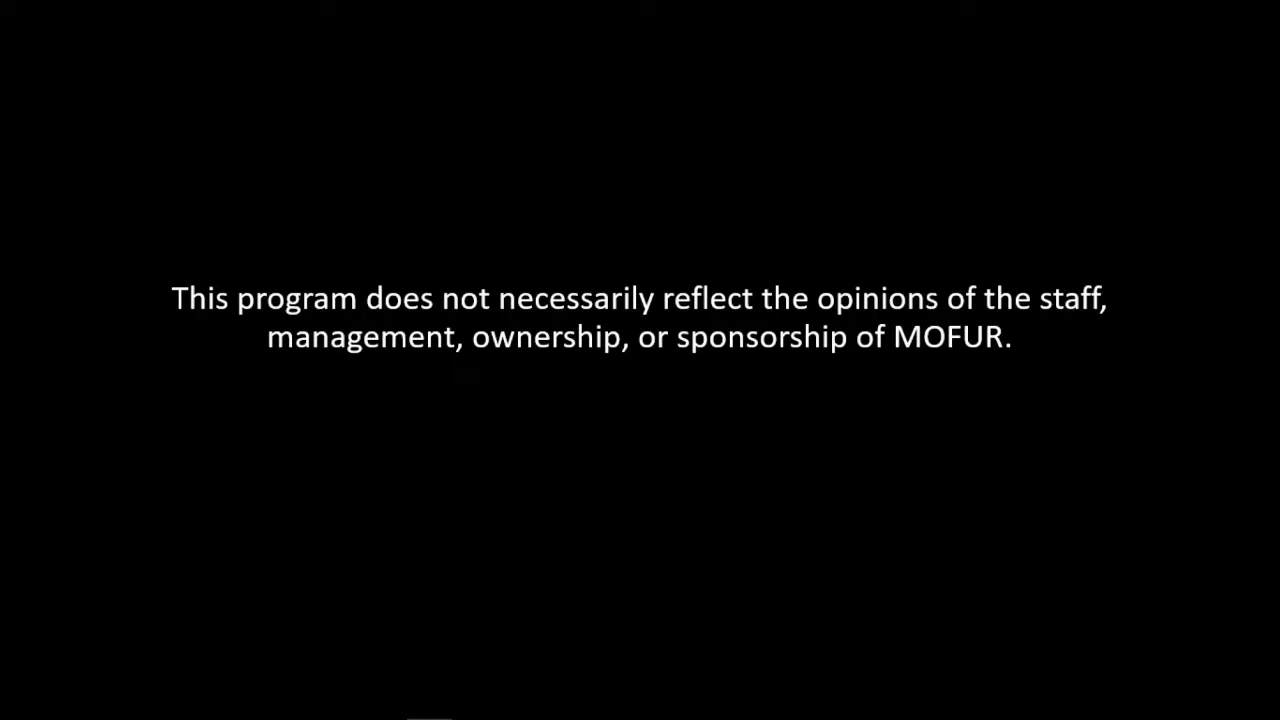 This program does not necessarily reflect the opinions of the staff,
management, ownership, or sponsorship of MOFUR.